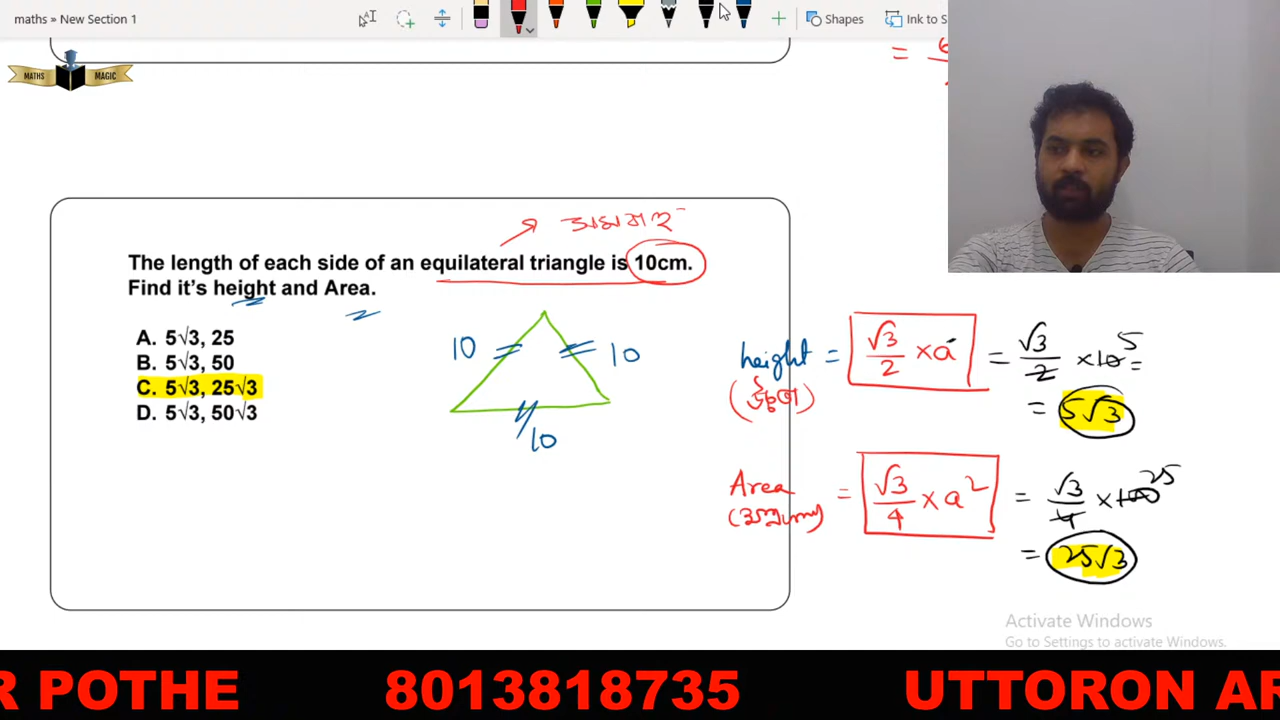 maths » New Section 1
Shapes
Ink to S
MATHS MAGIC
=
The length of each side of an equilateral triangle is 10cm.
Find it's height and Area.
A. 5√3, 25
B. 5√3, 50
C. 5√3, 25√3
D. 5√3, 50√3
10
10
10
height = √3/2 × a = √3/2 × 10 5 =
= 5√3
Area = √3/4 × a² = √3/4 × 100 25
= 25√3
Activate Windows
Go to Settings to activate Windows.
R POTHE 8013818735 UTTORON AR